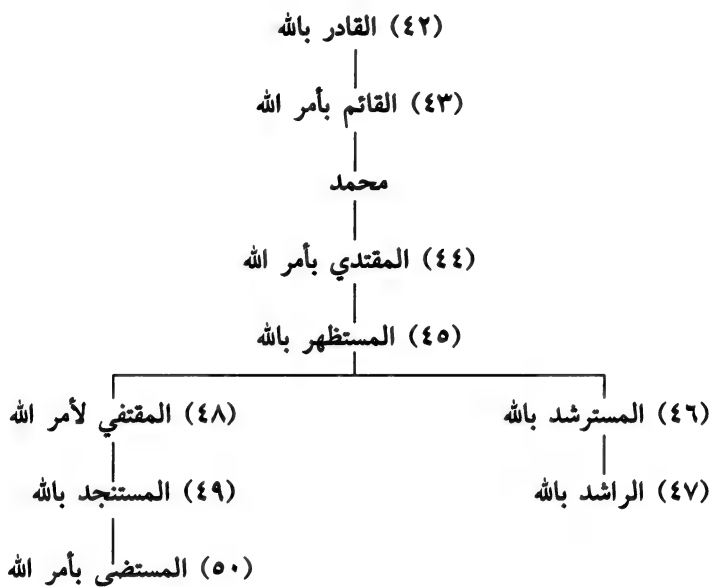 (٤٢) القادر بالله
(٤٣) القائم بأمر الله
محمد
(٤٤) المقتدي بأمر الله
(٤٥) المستظهر بالله
(٤٦) المسترشد بالله
(٤٨) المقتفي لأمر الله
(٤٧) الراشد بالله
(٤٩) المستنجد بالله
(٥٠) المستضي بأمر الله